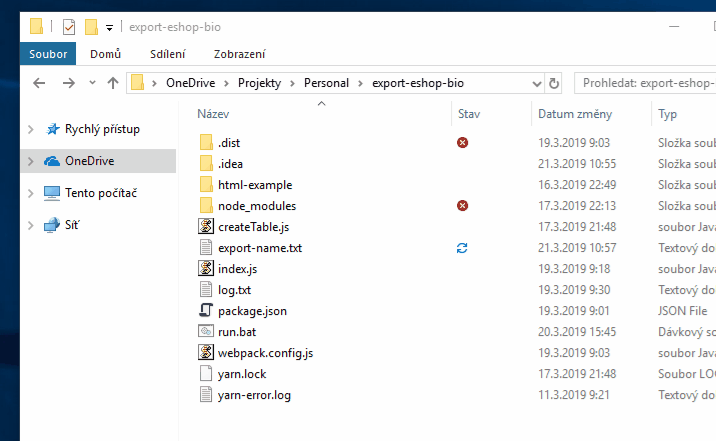 export-eshop-bio
Soubor Domů Sdílení Zobrazení
OneDrive Projekty Personal export-eshop-bio Prohledat: export-eshop-
Název Stav Datum změny Typ
Rychlý přístup
OneDrive
Tento počítač
Síť
.dist 19.3.2019 9:03 Složka soub
.idea 21.3.2019 10:55 Složka soub
html-example 16.3.2019 22:49 Složka soub
node_modules 17.3.2019 22:13 Složka soub
createTable.js 17.3.2019 21:48 soubor Java
export-name.txt 21.3.2019 10:57 Textový do
index.js 19.3.2019 9:18 soubor Java
log.txt 19.3.2019 9:30 Textový do
package.json 19.3.2019 9:01 JSON File
run.bat 20.3.2019 15:45 Dávkový so
webpack.config.js 19.3.2019 9:03 soubor Java
yarn.lock 17.3.2019 21:48 Soubor LOC
yarn-error.log 11.3.2019 9:21 Textový do